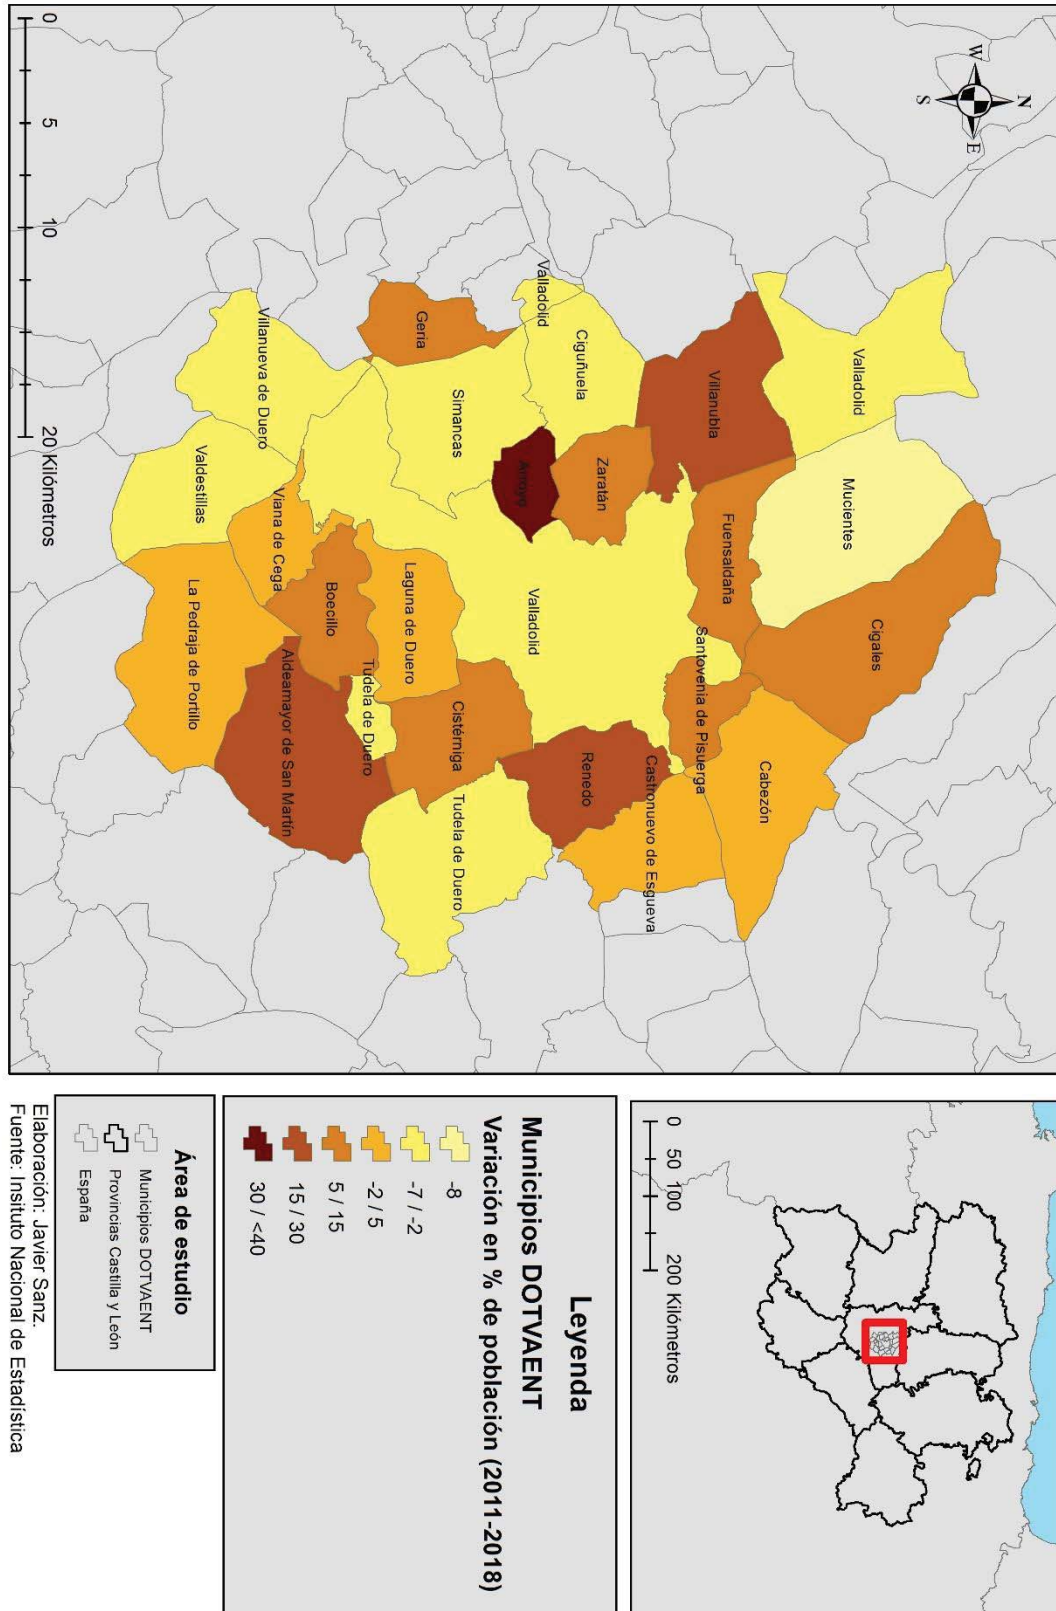 N
W
E
S
Valladolid
Mucientes
Cigales
Villanubla
Fuensaldaña
Cabezón
Santovenia de Pisuerga
Ciguñuela
Zaratán
Castronuevo de Esgueva
Renedo
Valladolid
Arroyo
Valladolid
Geria
Simancas
Cistérniga
Tudela de Duero
Laguna de Duero
Tudela de Duero
Boecillo
Villanueva de Duero
Viana de Cega
Aldeamayor de San Martín
Valdestillas
La Pedraja de Portillo
0 5 10 20 Kilómetros
0 50 100 200 Kilómetros
Leyenda
Municipios DOTVAENT
Variación en % de población (2011-2018)
-8
-7 / -2
-2 / 5
5 / 15
15 / 30
30 / <40
Área de estudio
Municipios DOTVAENT
Provincias Castilla y León
España
Elaboración: Javier Sanz.
Fuente: Insituto Nacional de Estadística